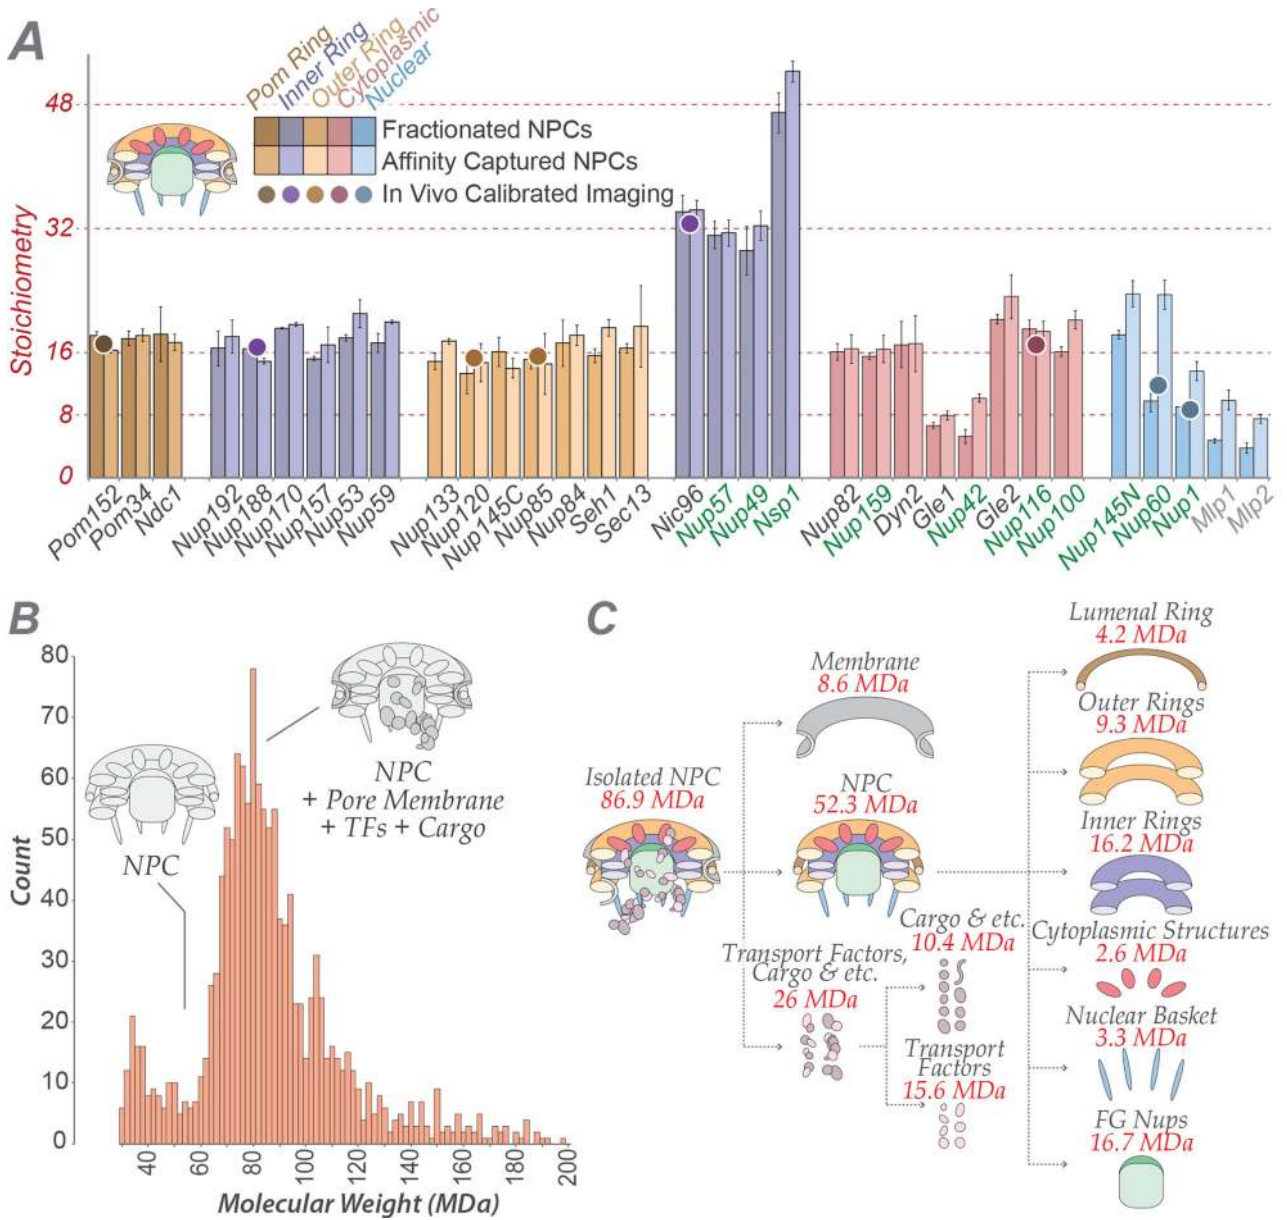 A
Pom Ring
Inner Ring
Outer Ring
Cytoplasmic
Nuclear
Fractionated NPCs
Affinity Captured NPCs
In Vivo Calibrated Imaging
Stoichiometry
48
32
16
8
0
Pom152
Pom34
Ndc1
Nup192
Nup188
Nup170
Nup157
Nup53
Nup59
Nup133
Nup120
Nup145C
Nup85
Nup84
Seh1
Sec13
Nic96
Nup57
Nup49
Nsp1
Nup82
Nup159
Dyn2
Gle1
Nup42
Gle2
Nup116
Nup100
Nup145N
Nup60
Nup1
Mlp1
Mlp2
B
Count
80
70
60
50
40
30
20
10
0
NPC
NPC
+ Pore Membrane
+ TFs + Cargo
40
60
80
100
120
140
160
180
200
Molecular Weight (MDa)
C
Isolated NPC
86.9 MDa
Membrane
8.6 MDa
NPC
52.3 MDa
Transport Factors,
Cargo & etc.
26 MDa
Cargo & etc.
10.4 MDa
Transport
Factors
15.6 MDa
Lumenal Ring
4.2 MDa
Outer Rings
9.3 MDa
Inner Rings
16.2 MDa
Cytoplasmic Structures
2.6 MDa
Nuclear Basket
3.3 MDa
FG Nups
16.7 MDa